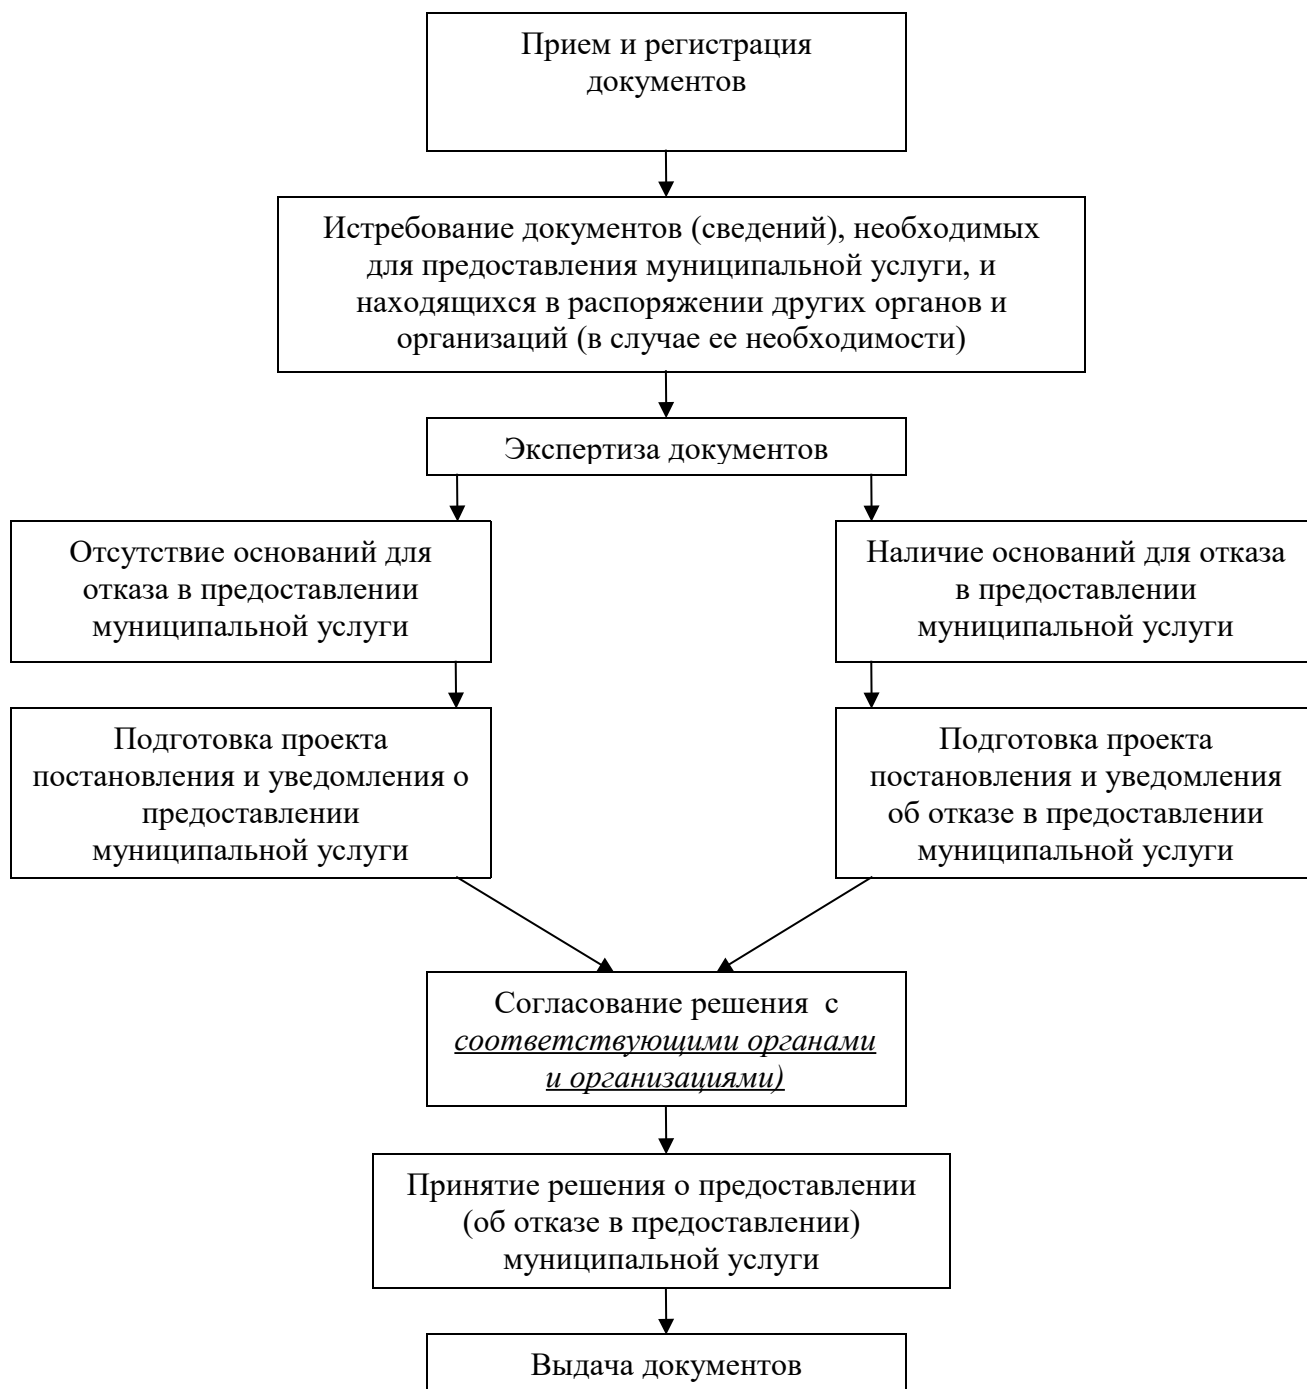 Прием и регистрация
документов
Истребование документов (сведений), необходимых
для предоставления муниципальной услуги, и
находящихся в распоряжении других органов и
организаций (в случае ее необходимости)
Экспертиза документов
Отсутствие оснований для
отказа в предоставлении
муниципальной услуги
Наличие оснований для отказа
в предоставлении
муниципальной услуги
Подготовка проекта
постановления и уведомления о
предоставлении
муниципальной услуги
Подготовка проекта
постановления и уведомления
об отказе в предоставлении
муниципальной услуги
Согласование решения с
соответствующими органами
и организациями)
Принятие решения о предоставлении
(об отказе в предоставлении)
муниципальной услуги
Выдача документов